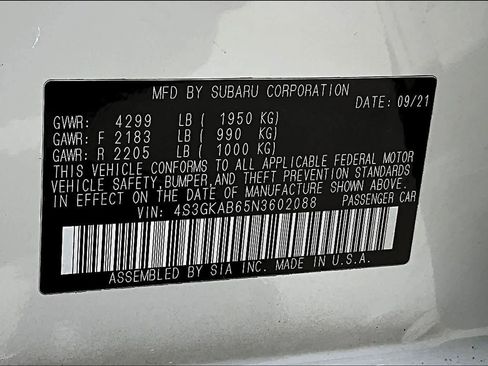 MFD BY SUBARU CORPORATION
DATE: 09/21
GVWR: 4299 LB ( 1950 KG)
GAWR: F 2183 LB ( 990 KG)
GAWR: R 2205 LB ( 1000 KG)
THIS VEHICLE CONFORMS TO ALL APPLICABLE FEDERAL MOTOR
VEHICLE SAFETY, BUMPER, AND THEFT PREVENTION STANDARDS
IN EFFECT ON THE DATE OF MANUFACTURE SHOWN ABOVE.
VIN: 4S3GKAB65N3602088 PASSENGER CAR
ASSEMBLED BY SIA INC. MADE IN U.S.A.